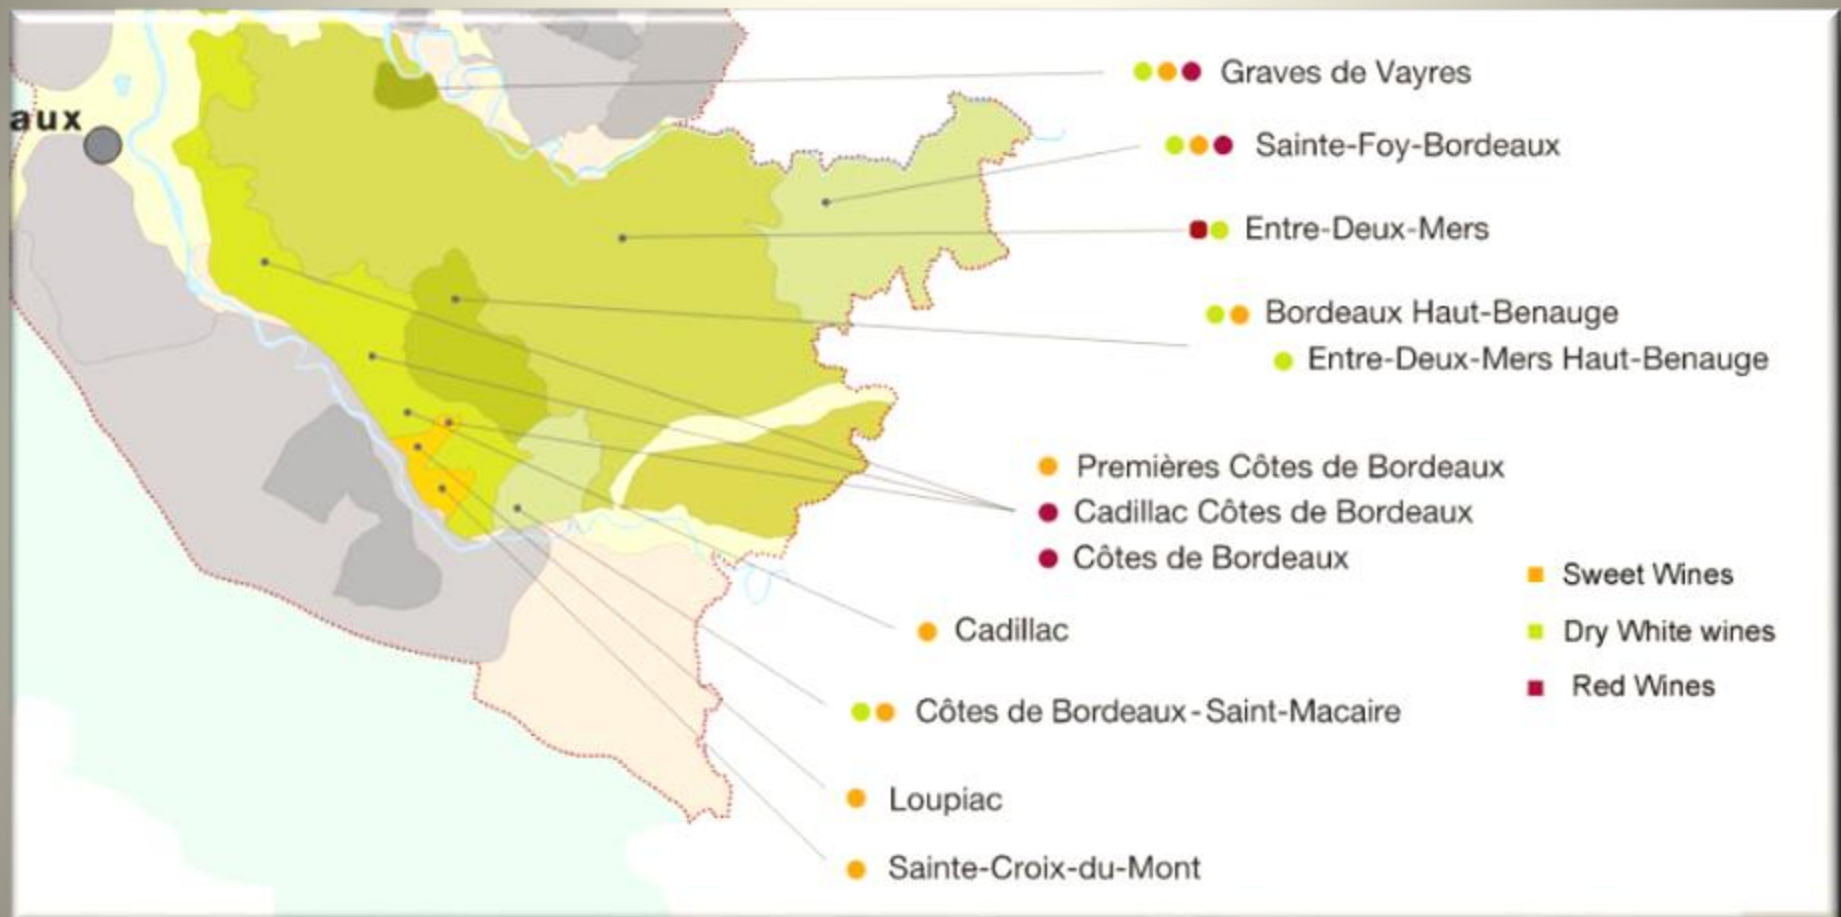 aux
Graves de Vayres
Sainte-Foy-Bordeaux
Entre-Deux-Mers
Bordeaux Haut-Benauge
Entre-Deux-Mers Haut-Benauge
Premières Côtes de Bordeaux
Cadillac Côtes de Bordeaux
Côtes de Bordeaux
Sweet Wines
Dry White wines
Red Wines
Cadillac
Côtes de Bordeaux-Saint-Macaire
Loupiac
Sainte-Croix-du-Mont